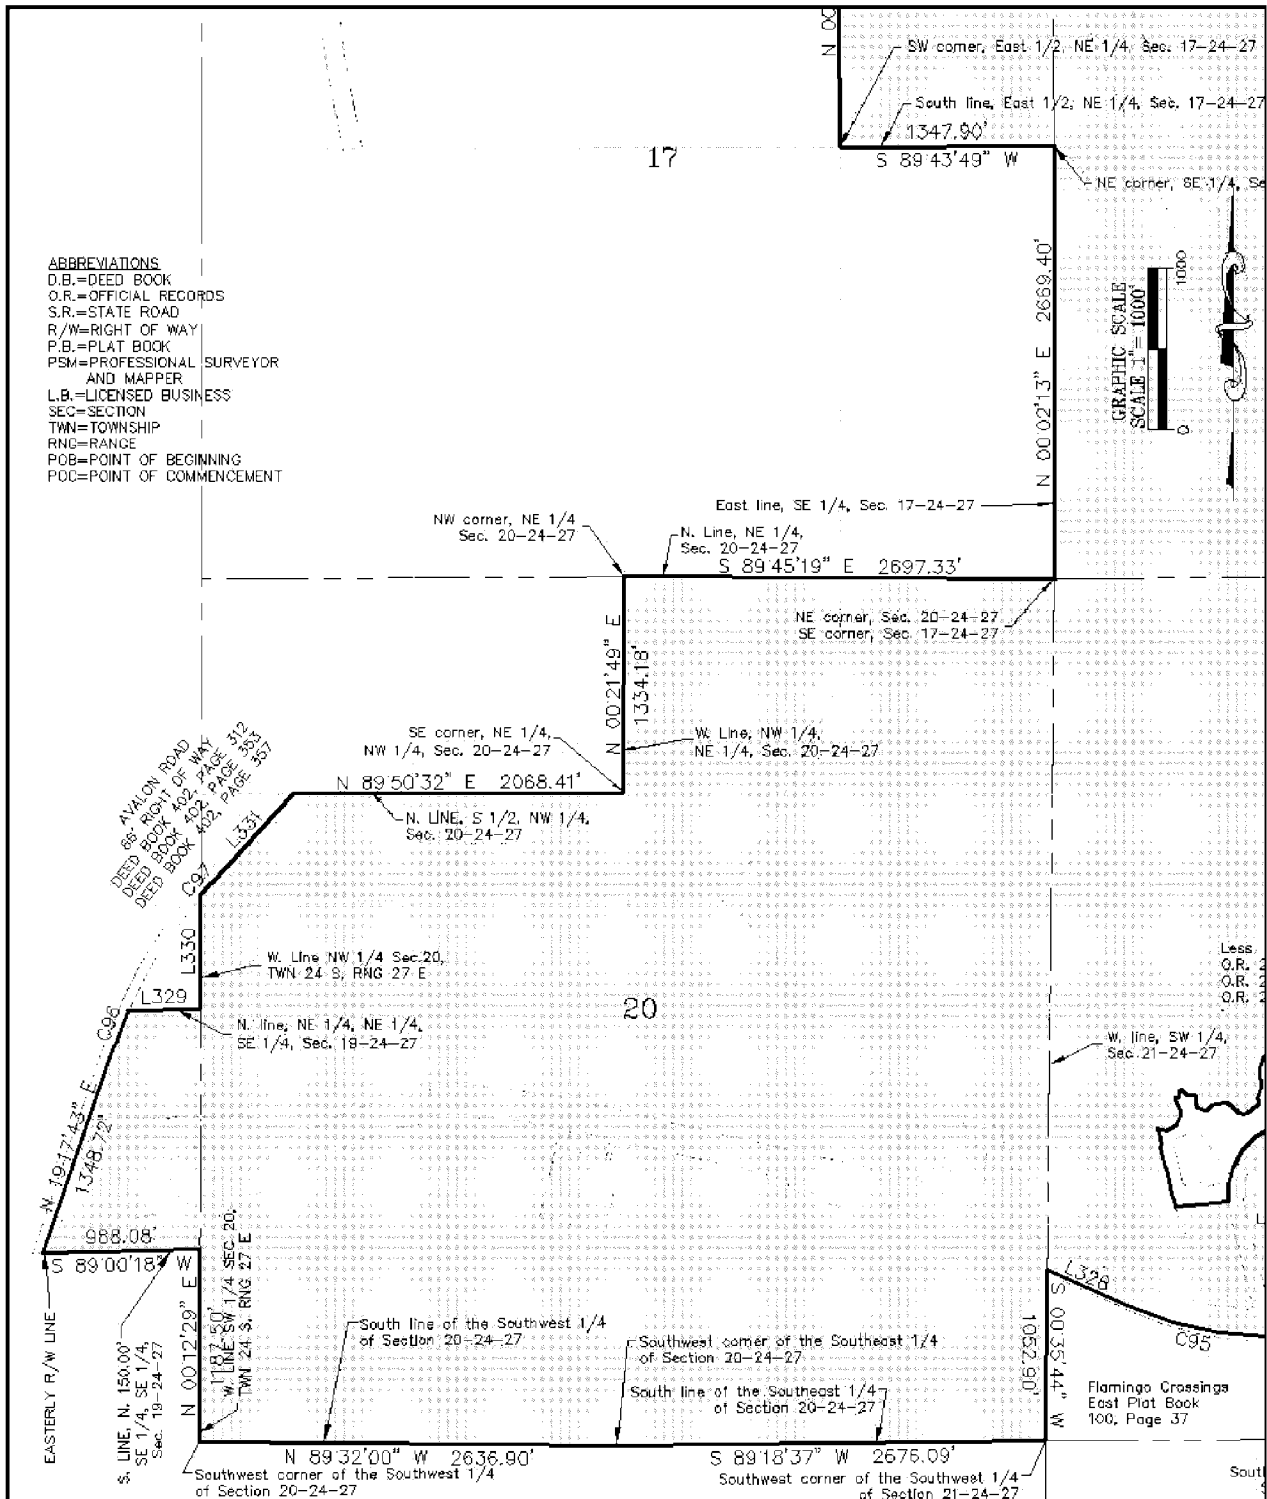 N 00
SW corner, East 1/2, NE 1/4, Sec. 17-24-27
South line, East 1/2, NE 1/4, Sec. 17-24-27
1347.90'
S 89°43'49" W
17
NE corner, SE 1/4, Se
ABBREVIATIONS
D.B.=DEED BOOK
O.R.=OFFICIAL RECORDS
S.R.=STATE ROAD
R/W=RIGHT OF WAY
P.B.=PLAT BOOK
PSM=PROFESSIONAL SURVEYOR
AND MAPPER
L.B.=LICENSED BUSINESS
SEC=SECTION
TWN=TOWNSHIP
RNG=RANGE
POB=POINT OF BEGINNING
POC=POINT OF COMMENCEMENT
N 00°02'13" E 2669.40'
GRAPHIC SCALE
SCALE 1"= 1000'
0
1000
East line, SE 1/4, Sec. 17-24-27
NW corner, NE 1/4
Sec. 20-24-27
N. Line, NE 1/4,
Sec. 20-24-27
S 89°45'19" E 2697.33'
NE corner, Sec. 20-24-27
SE corner, Sec. 17-24-27
N 00°21'49" E
1334.18'
SE corner, NE 1/4,
NW 1/4, Sec. 20-24-27
W. Line, NW 1/4,
NE 1/4, Sec. 20-24-27
N 89°50'32" E 2068.41'
N. LINE, S 1/2, NW 1/4,
Sec. 20-24-27
AVALON ROAD
86' RIGHT OF WAY
DEED BOOK 402, PAGE 312
DEED BOOK 402, PAGE 353
DEED BOOK 402, PAGE 357
L331
C97
L330
W. Line NW 1/4 Sec.20,
TWN 24 S, RNG 27 E
L329
C96
N. line, NE 1/4, NE 1/4,
SE 1/4, Sec. 19-24-27
20
Less
O.R. 2
O.R. 2
O.R. 2
W. line, SW 1/4,
Sec. 21-24-27
N 19°17'43" E
1348.72'
988.08'
S 89°00'18" W
EASTERLY R/W LINE
S. LINE, N. 150.00'
SE 1/4, SE 1/4,
Sec. 19-24-27
N 00°12'29" E
1187.50'
W. LINE SW 1/4 SEC. 20,
TWN 24 S, RNG 27 E
South line of the Southwest 1/4
of Section 20-24-27
Southwest corner of the Southeast 1/4
of Section 20-24-27
South line of the Southeast 1/4
of Section 20-24-27
L328
C95
S 00°35'44" W
1052.90'
Flamingo Crossings
East Plat Book
100, Page 37
N 89°32'00" W 2636.90'
S 89°18'37" W 2675.09'
Southwest corner of the Southwest 1/4
of Section 20-24-27
Southwest corner of the Southwest 1/4
of Section 21-24-27
Sout